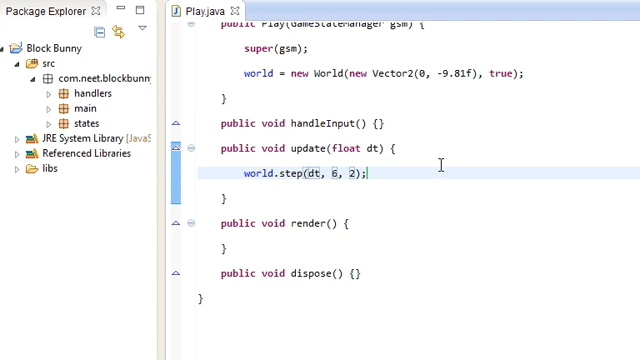 Package Explorer
Block Bunny
src
com.neet.blockbunny
handlers
main
states
JRE System Library [JavaS
Referenced Libraries
libs
Play.java
public Play(GameStateManager gsm) {
super(gsm);
world = new World(new Vector2(0, -9.81f), true);
}
public void handleInput() {}
public void update(float dt) {
world.step(dt, 6, 2);
}
public void render() {
}
public void dispose() {}
}